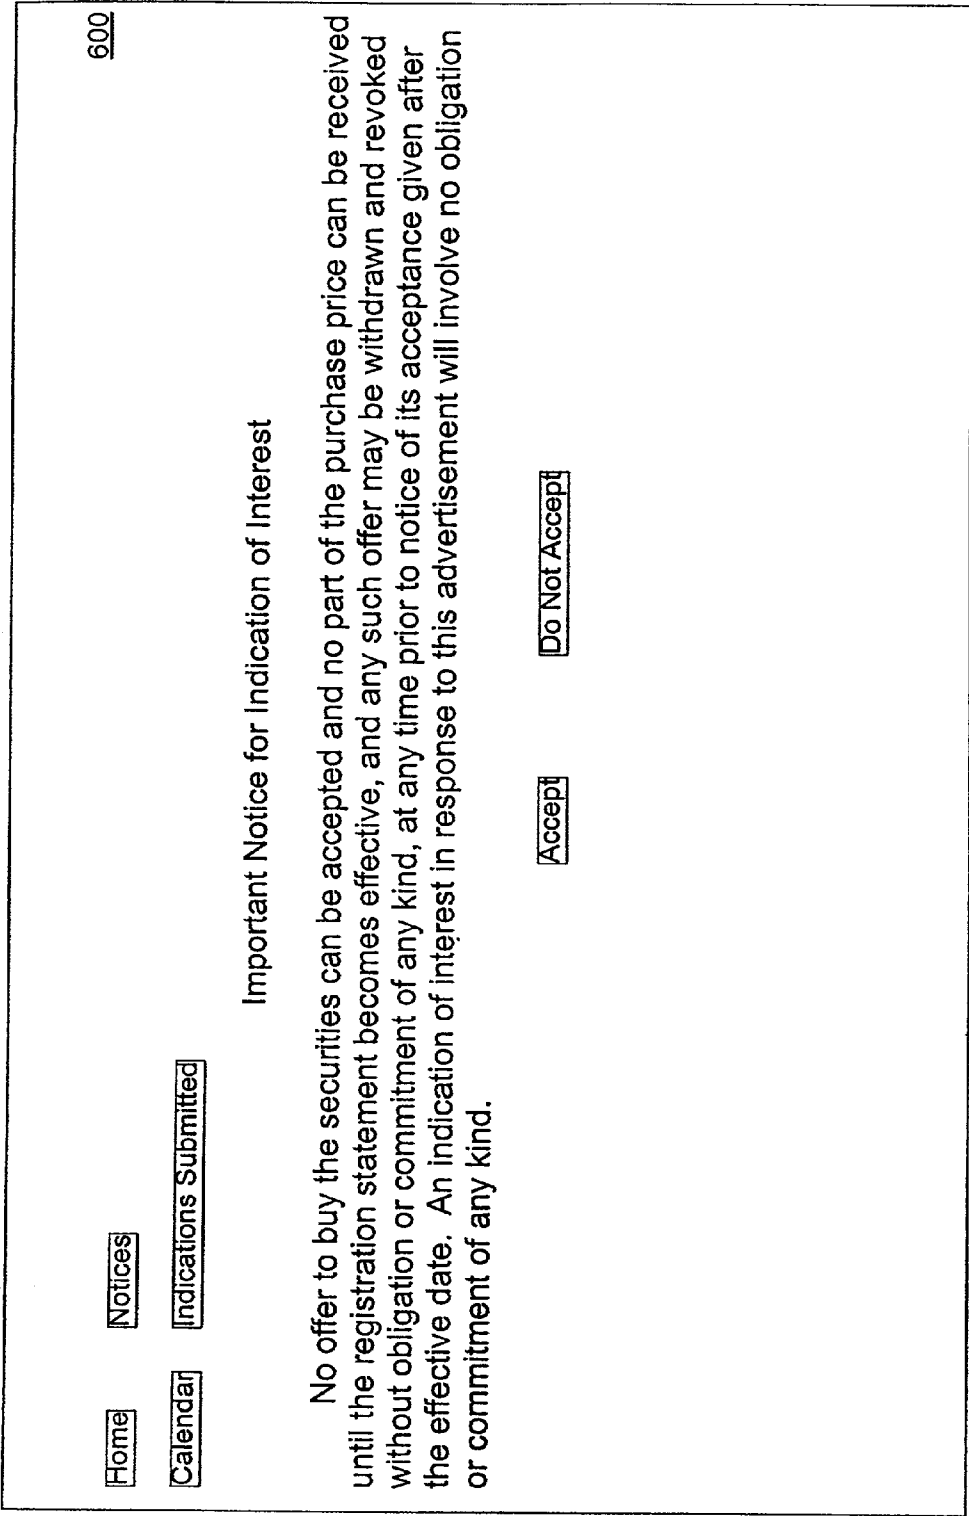 600
Home Notices
Calendar Indications Submitted
Important Notice for Indication of Interest
No offer to buy the securities can be accepted and no part of the purchase price can be received
until the registration statement becomes effective, and any such offer may be withdrawn and revoked
without obligation or commitment of any kind, at any time prior to notice of its acceptance given after
the effective date. An indication of interest in response to this advertisement will involve no obligation
or commitment of any kind.
Accept Do Not Accept